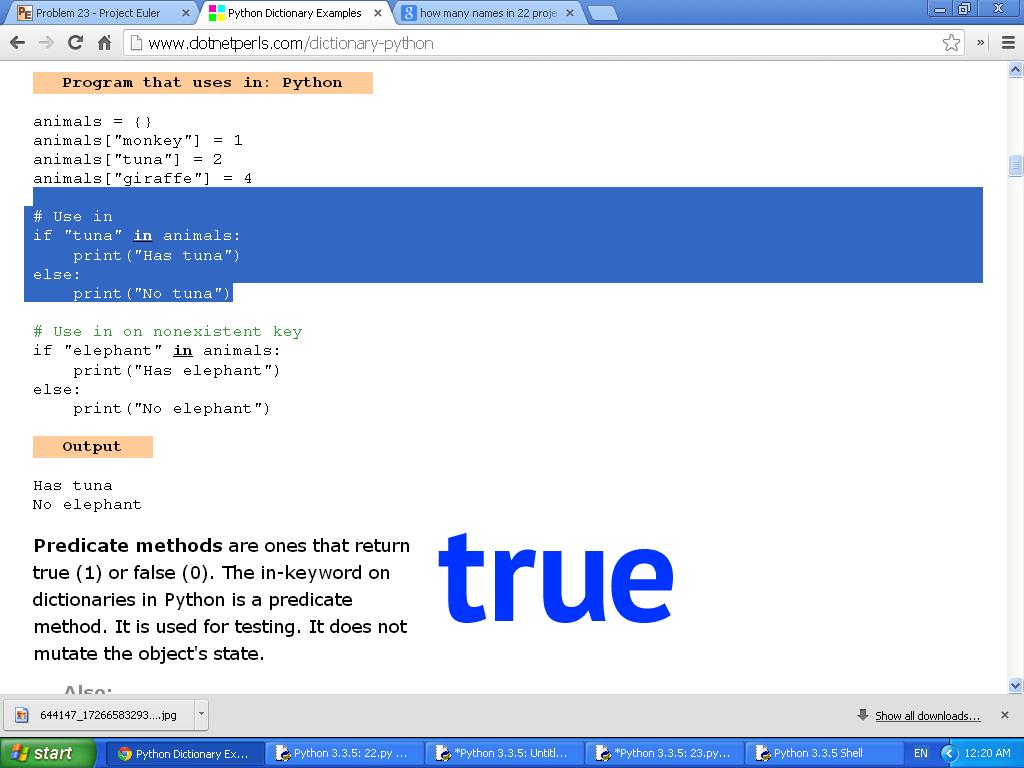 Problem 23 - Project Euler
Python Dictionary Examples
how many names in 22 proje
www.dotnetperls.com/dictionary-python
Program that uses in: Python
animals = {}
animals["monkey"] = 1
animals["tuna"] = 2
animals["giraffe"] = 4
# Use in
if "tuna" in animals:
    print("Has tuna")
else:
    print("No tuna")
# Use in on nonexistent key
if "elephant" in animals:
    print("Has elephant")
else:
    print("No elephant")
Output
Has tuna
No elephant
Predicate methods are ones that return
true (1) or false (0). The in-keyword on
dictionaries in Python is a predicate
method. It is used for testing. It does not
mutate the object's state.
true
Also:
644147_17266583293....jpg
Show all downloads...
start
Python Dictionary Ex...
Python 3.3.5: 22.py ...
*Python 3.3.5: Untitl...
*Python 3.3.5: 23.py...
Python 3.3.5 Shell
EN
12:20 AM